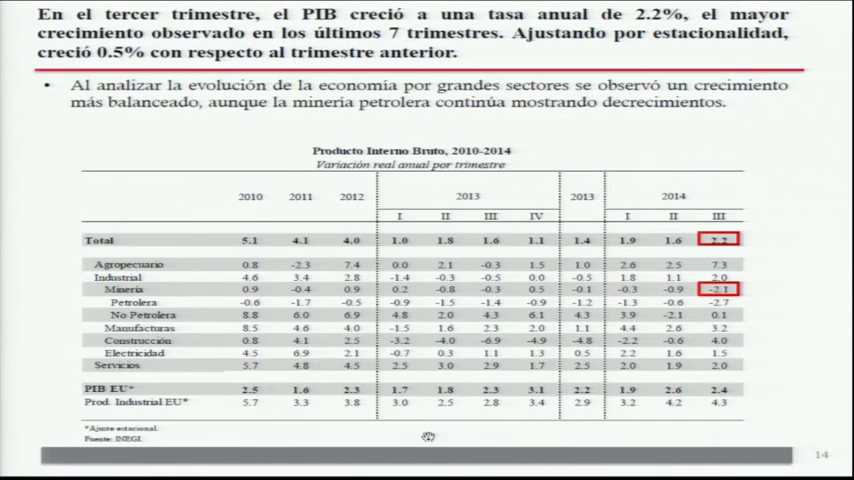 En el tercer trimestre, el PIB creció a una tasa anual de 2.2%, el mayor
crecimiento observado en los últimos 7 trimestres. Ajustando por estacionalidad,
creció 0.5% con respecto al trimestre anterior.
• Al analizar la evolución de la economía por grandes sectores se observó un crecimiento
más balanceado, aunque la minería petrolera continúa mostrando decrecimientos.
Producto Interno Bruto, 2010-2014
Variación real anual por trimestre
2010 2011 2012 2013 2013 2014
I II III IV I II III
Total 5.1 4.1 4.0 1.0 1.8 1.6 1.1 1.4 1.9 1.6 2.2
Agropecuario 0.8 -2.3 7.4 0.0 2.1 -0.3 1.5 1.0 2.6 2.5 7.3
Industrial 4.6 3.4 2.8 -1.4 -0.3 -0.5 0.0 -0.5 1.8 1.1 2.0
Minería 0.9 -0.4 0.9 0.2 -0.8 -0.3 0.5 -0.1 -0.3 -0.9 -2.1
Petrolera -0.6 -1.7 -0.5 -0.9 -1.5 -1.4 -0.9 -1.2 -1.3 -0.6 -2.7
No Petrolera 8.8 6.0 6.9 4.8 2.0 4.3 6.1 4.3 3.9 -2.1 0.1
Manufacturas 8.5 4.6 4.0 -1.5 1.6 2.3 2.0 1.1 4.4 2.6 3.2
Construcción 0.8 4.1 2.5 -3.2 -4.0 -6.9 -4.9 -4.8 -2.2 -0.6 4.0
Electricidad 4.5 6.9 2.1 -0.7 0.3 1.1 1.3 0.5 2.2 1.6 1.5
Servicios 5.7 4.8 4.5 2.5 3.0 2.9 1.7 2.5 2.0 1.9 2.0
PIB EU* 2.5 1.6 2.3 1.7 1.8 2.3 3.1 2.2 1.9 2.6 2.4
Prod. Industrial EU* 5.7 3.3 3.8 3.0 2.5 2.8 3.4 2.9 3.2 4.2 4.3
*Ajuste estacional.
Fuente: INEGI.
14